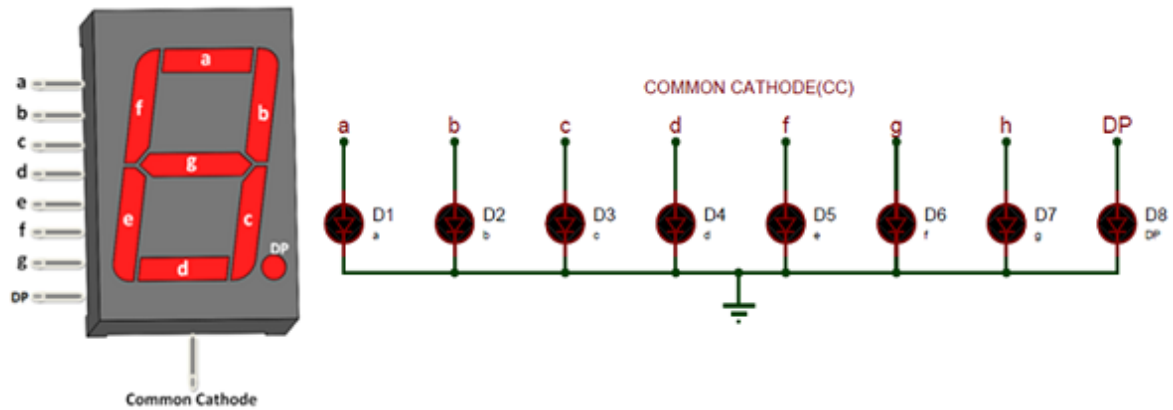 a
b
c
d
e
f
g
DP
a
f
b
g
e
c
d
DP
Common Cathode
COMMON CATHODE(CC)
a b c d f g h DP
D1 D2 D3 D4 D5 D6 D7 D8
a b c d e f g DP